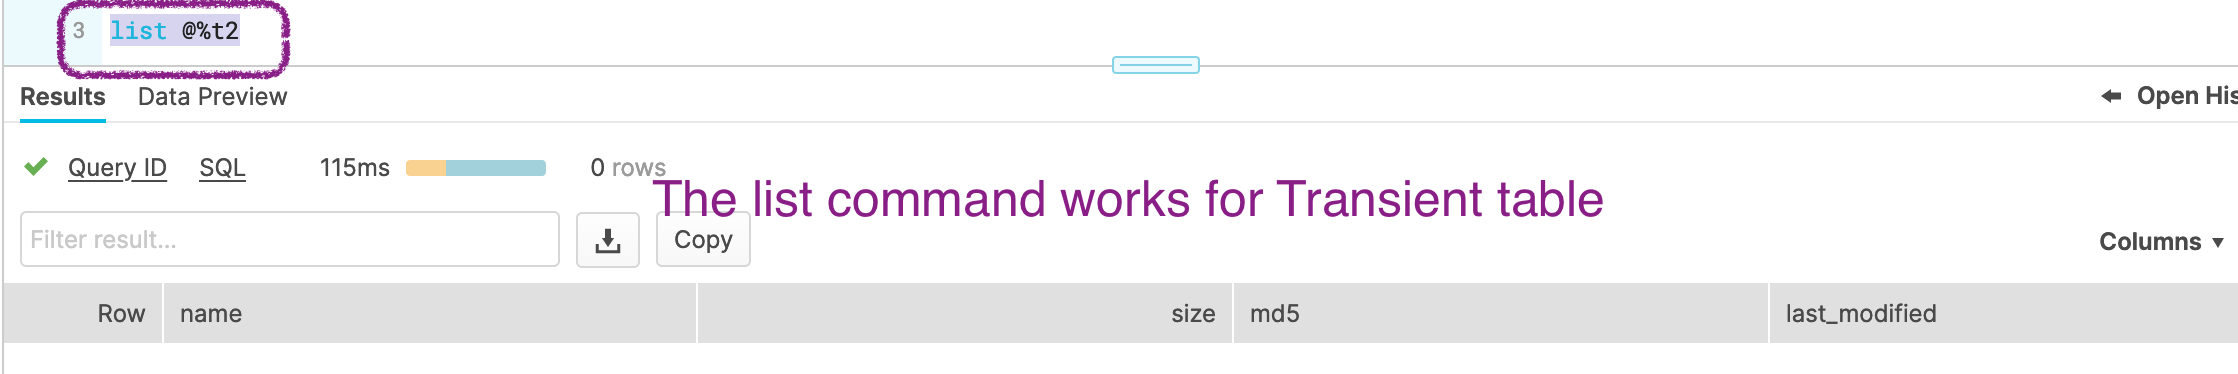 3 list @%t2
Results Data Preview Open His
Query ID SQL 115ms 0 rows
The list command works for Transient table
Filter result... Copy Columns
Row name size md5 last_modified